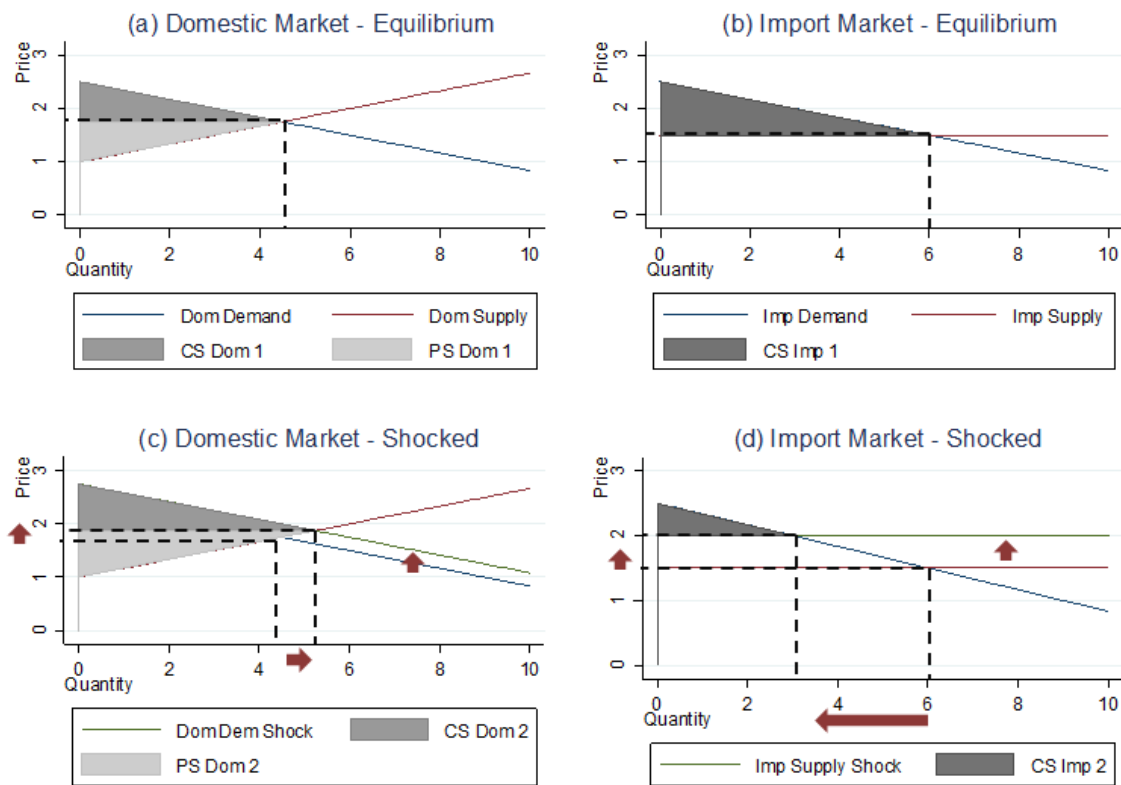 (a) Domestic Market - Equilibrium
Price
3
2
1
0
0 2 4 6 8 10
Quantity
Dom Demand Dom Supply
CS Dom 1 PS Dom 1
(b) Import Market - Equilibrium
Price
3
2
1
0
0 2 4 6 8 10
Quantity
Imp Demand Imp Supply
CS Imp 1
(c) Domestic Market - Shocked
Price
3
2
1
0
0 2 4 6 8 10
Quantity
Dom Dem Shock CS Dom 2
PS Dom 2
(d) Import Market - Shocked
Price
3
2
1
0
0 2 4 6 8 10
Quantity
Imp Supply Shock CS Imp 2